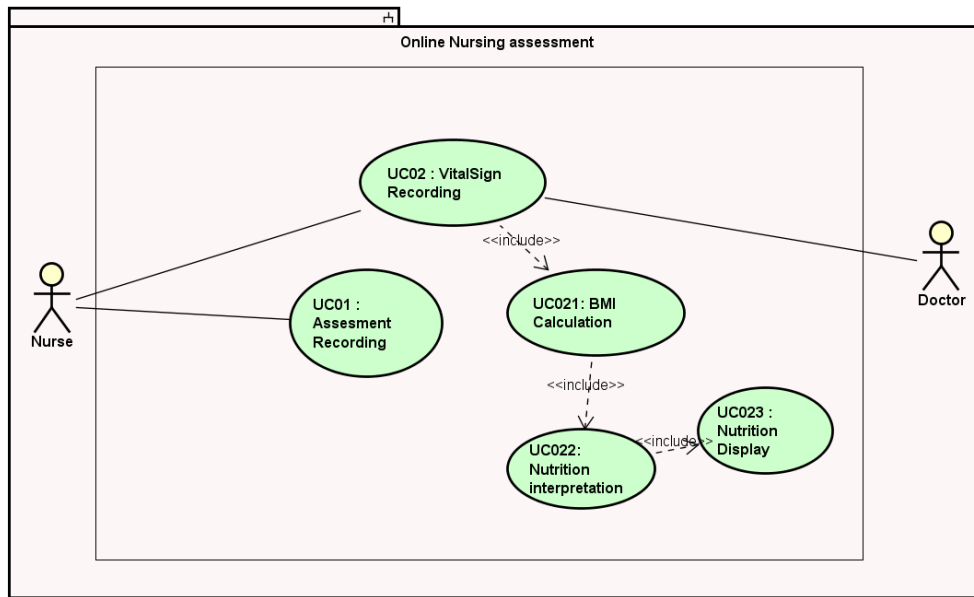 Online Nursing assessment
UC02 : VitalSign
Recording
<<include>>
Nurse
UC01 :
Assesment
Recording
UC021: BMI
Calculation
Doctor
<<include>>
UC022:
Nutrition
interpretation
<<include>>
UC023 :
Nutrition
Display